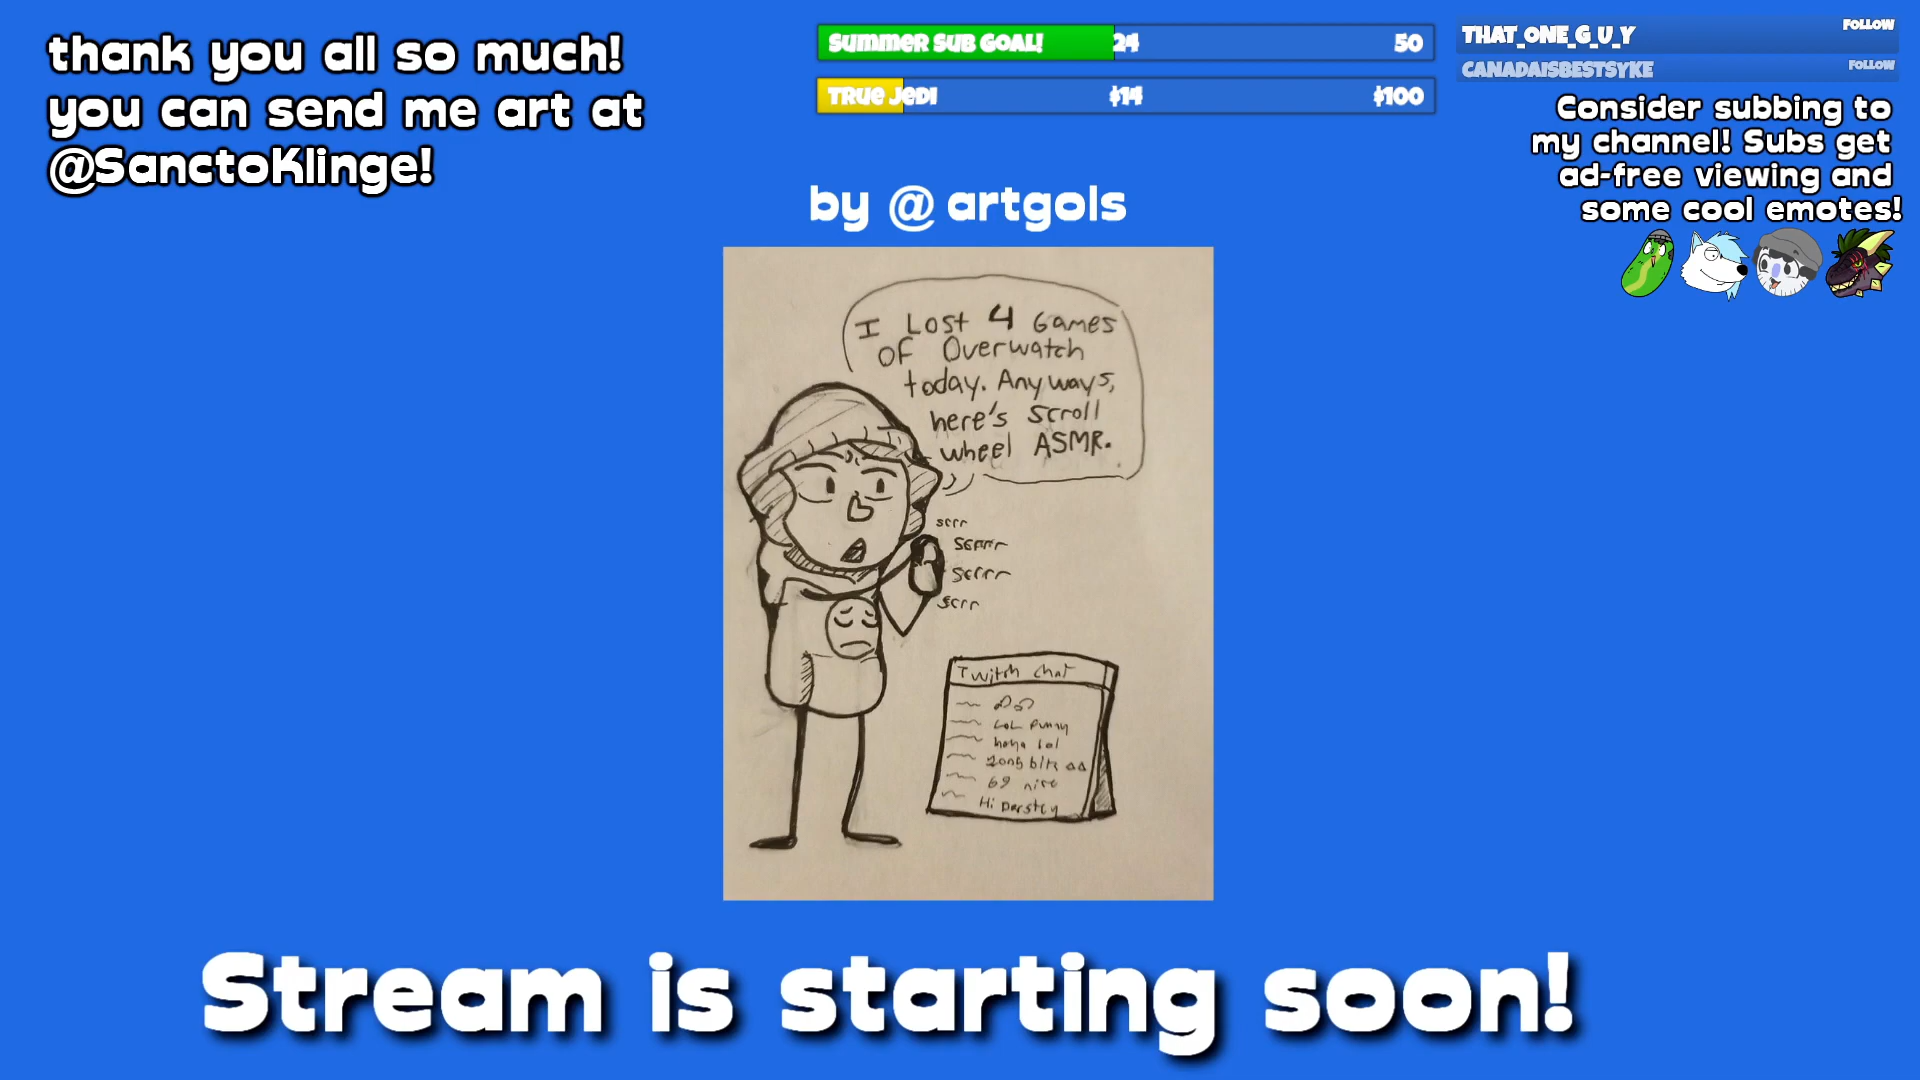 thank you all so much!
you can send me art at
@SanctoKlinge!
SUMMER SUB GOAL! 24 50
TRUE JEDI $14 $100
THAT_ONE_G_U_Y FOLLOW
CANADAISBESTSYKE FOLLOW
Consider subbing to
my channel! Subs get
ad-free viewing and
some cool emotes!
by @ artgols
I Lost 4 Games
of Overwatch
today. Anyways,
here's scroll
wheel ASMR.
scrr
scrrr
scrrr
scrr
Twitch chat
LOL funny
haha lol
69 nice
Hi
Stream is starting soon!